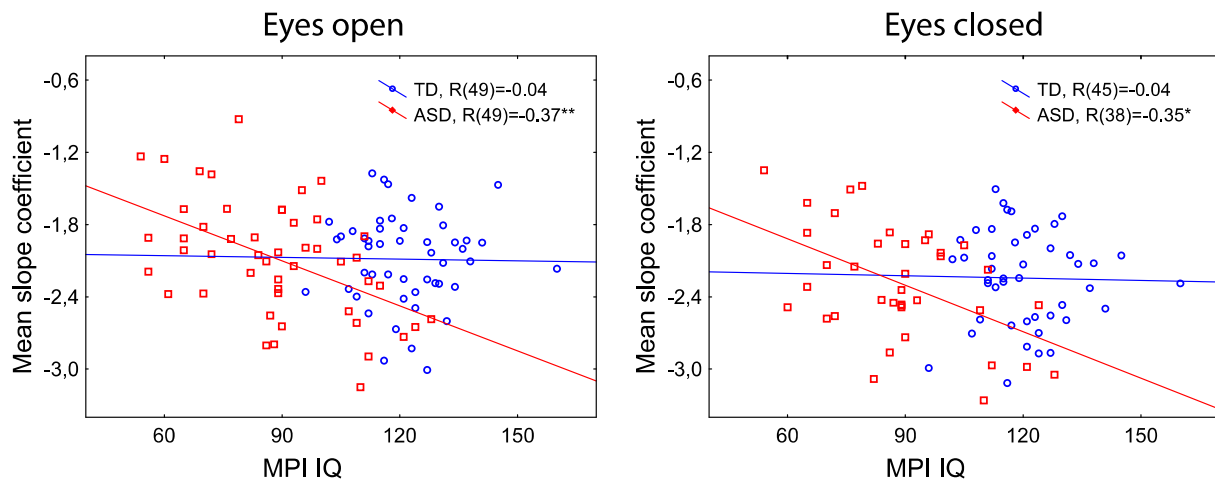 Eyes open
Mean slope coefficient
-0,6
-1,2
-1,8
-2,4
-3,0
TD, R(49)=-0.04
ASD, R(49)=-0.37**
60 90 120 150
MPI IQ
Eyes closed
Mean slope coefficient
-0,6
-1,2
-1,8
-2,4
-3,0
TD, R(45)=-0.04
ASD, R(38)=-0.35*
60 90 120 150
MPI IQ